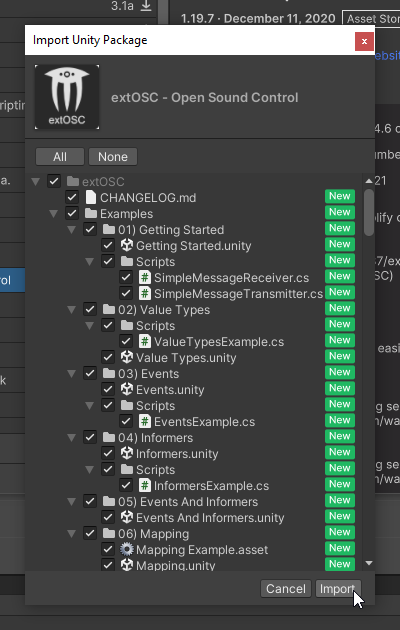 3.1a
1.19.7 · December 11, 2020
Asset Stor
Import Unity Package
x
extOSC
extOSC - Open Sound Control
All
None
extOSC
CHANGELOG.md New
Examples New
01) Getting Started New
Getting Started.unity New
Scripts New
SimpleMessageReceiver.cs New
SimpleMessageTransmitter.cs New
02) Value Types New
Scripts New
ValueTypesExample.cs New
Value Types.unity New
03) Events New
Events.unity New
Scripts New
EventsExample.cs New
04) Informers New
Informers.unity New
Scripts New
InformersExample.cs New
05) Events And Informers New
Events And Informers.unity New
06) Mapping New
Mapping Example.asset New
Mapping.unity New
Cancel
Import